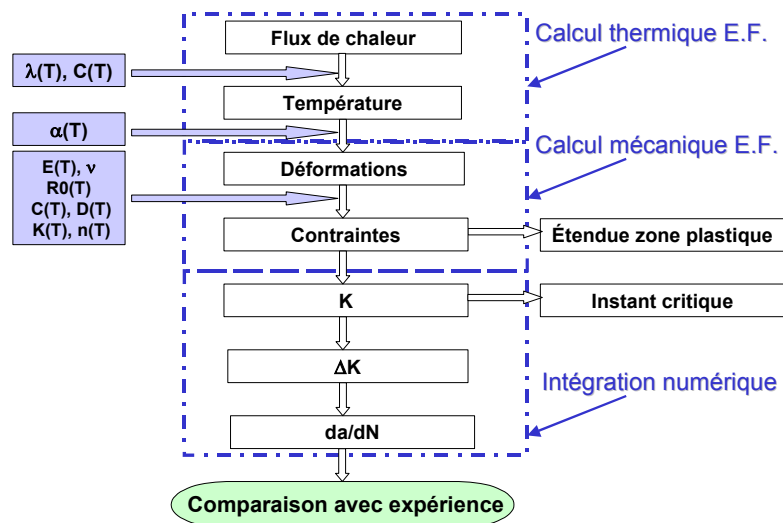 Flux de chaleur
Calcul thermique E.F.
λ(T), C(T)
Température
α(T)
Calcul mécanique E.F.
E(T), ν
R0(T)
C(T), D(T)
K(T), n(T)
Déformations
Contraintes
Étendue zone plastique
K
Instant critique
ΔK
Intégration numérique
da/dN
Comparaison avec expérience